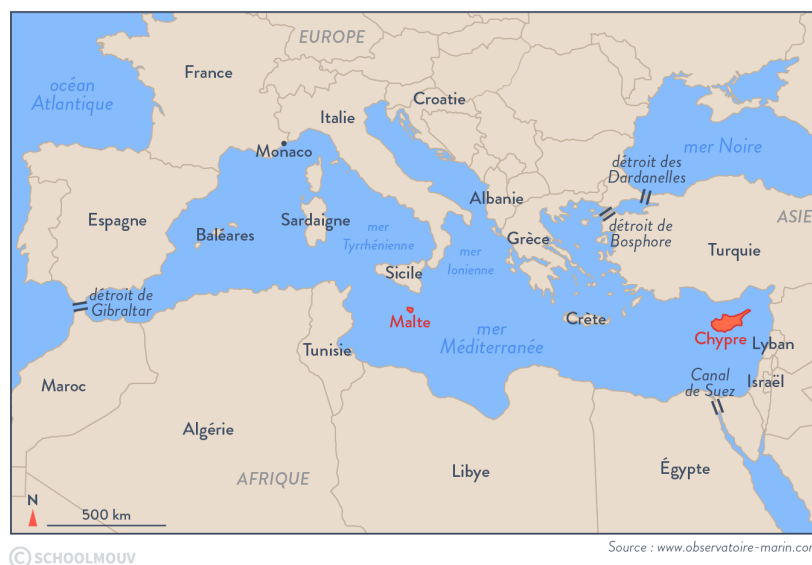 EUROPE
France
océan
Atlantique
Croatie
Italie
mer Noire
Monaco
détroit des
Dardanelles
Albanie
ASIE
Espagne
Sardaigne
Baléares
mer
Tyrrhénienne
mer
Ionienne
Grèce
détroit de
Bosphore
Turquie
Sicile
détroit de
Gibraltar
Malte
Crète
mer
Méditerranée
Chypre
Lyban
Tunisie
Canal
de Suez
Israël
Maroc
Algérie
AFRIQUE
Libye
Égypte
N
500 km
Source : www.observatoire-marin.com
© SCHOOLMOUV